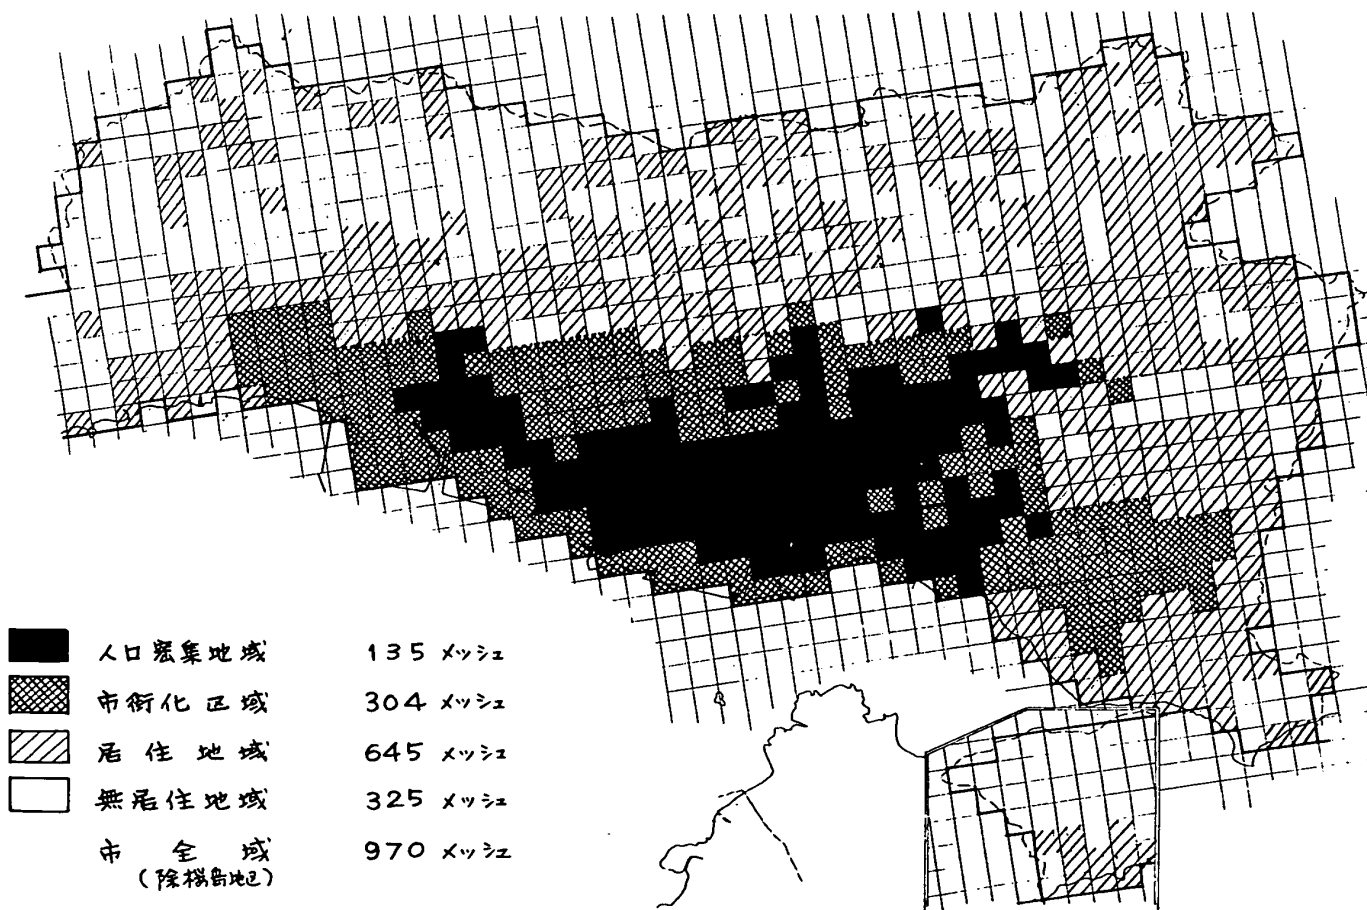 人口密集地域 135 メッシュ
市街化区域 304 メッシュ
居住地域 645 メッシュ
無居住地域 325 メッシュ
市全域 970 メッシュ
(除桜島地区)